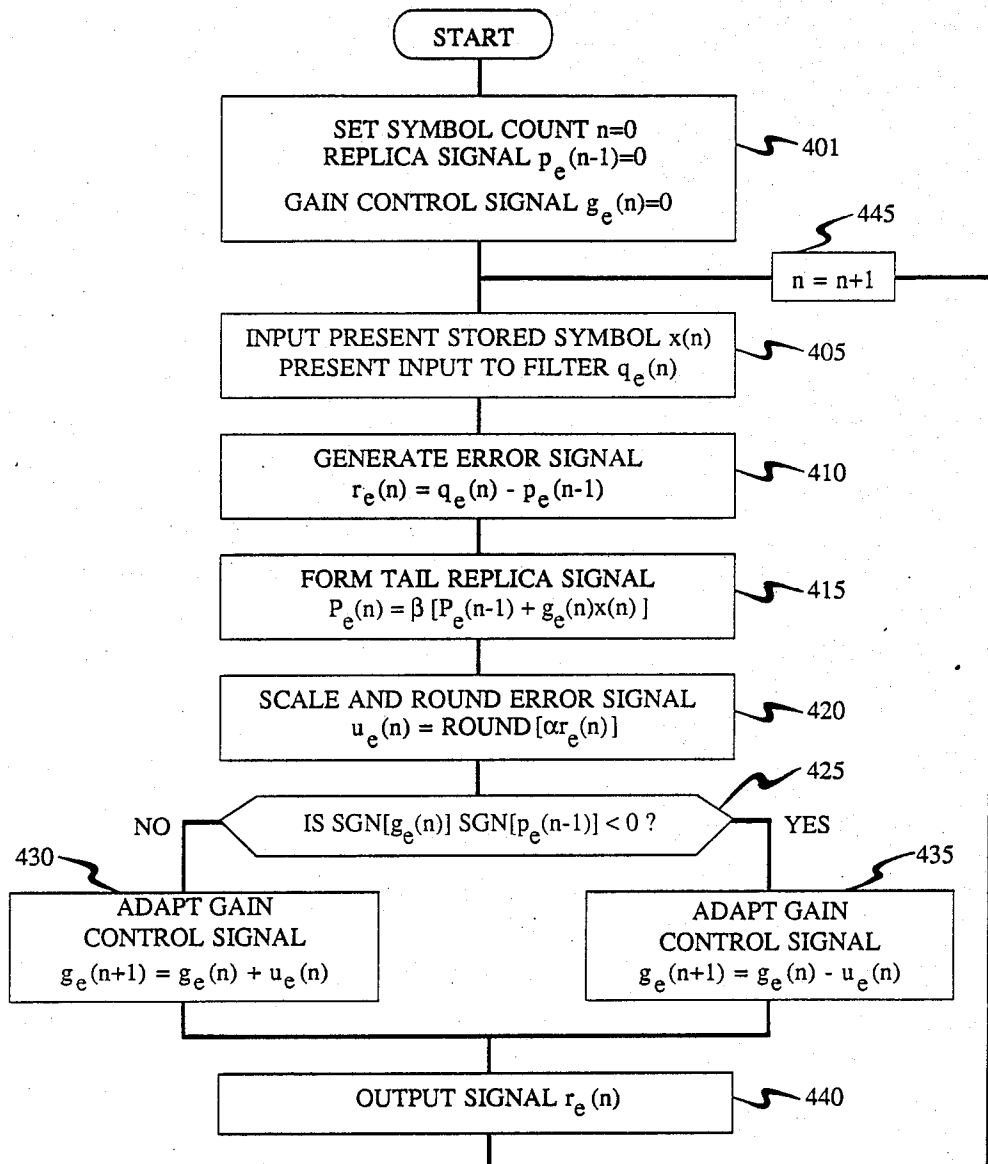 START
SET SYMBOL COUNT n=0
REPLICA SIGNAL p_e(n-1)=0
GAIN CONTROL SIGNAL g_e(n)=0
401
445
n = n+1
INPUT PRESENT STORED SYMBOL x(n)
PRESENT INPUT TO FILTER q_e(n)
405
GENERATE ERROR SIGNAL
r_e(n) = q_e(n) - p_e(n-1)
410
FORM TAIL REPLICA SIGNAL
P_e(n) = β [P_e(n-1) + g_e(n)x(n) ]
415
SCALE AND ROUND ERROR SIGNAL
u_e(n) = ROUND [αr_e(n)]
420
425
NO
IS SGN[g_e(n)] SGN[p_e(n-1)] < 0 ?
YES
430
ADAPT GAIN
CONTROL SIGNAL
g_e(n+1) = g_e(n) + u_e(n)
435
ADAPT GAIN
CONTROL SIGNAL
g_e(n+1) = g_e(n) - u_e(n)
OUTPUT SIGNAL r_e(n)
440